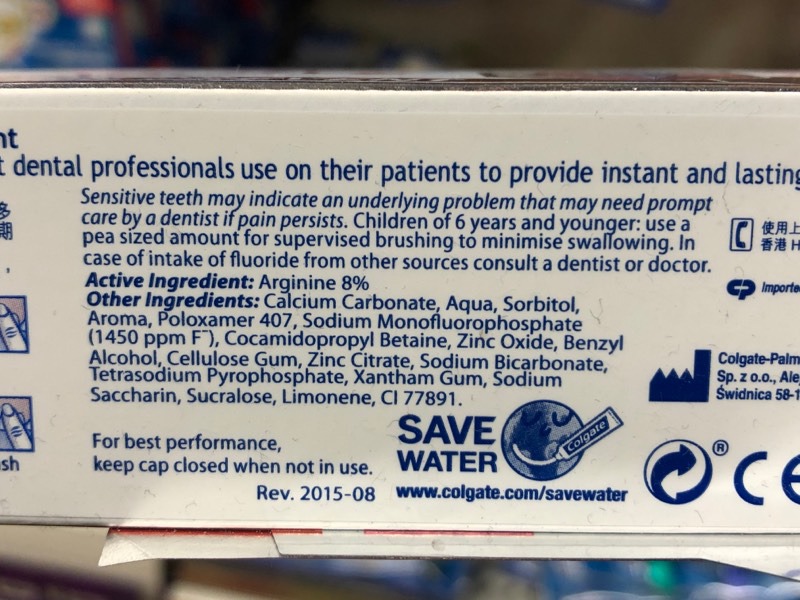 nt
t dental professionals use on their patients to provide instant and lasting
Sensitive teeth may indicate an underlying problem that may need prompt
care by a dentist if pain persists. Children of 6 years and younger: use a
pea sized amount for supervised brushing to minimise swallowing. In
case of intake of fluoride from other sources consult a dentist or doctor.
Active Ingredient: Arginine 8%
Other Ingredients: Calcium Carbonate, Aqua, Sorbitol,
Aroma, Poloxamer 407, Sodium Monofluorophosphate
(1450 ppm F⁻), Cocamidopropyl Betaine, Zinc Oxide, Benzyl
Alcohol, Cellulose Gum, Zinc Citrate, Sodium Bicarbonate,
Tetrasodium Pyrophosphate, Xantham Gum, Sodium
Saccharin, Sucralose, Limonene, CI 77891.
For best performance,
keep cap closed when not in use.
Rev. 2015-08
SAVE
WATER
Colgate
www.colgate.com/savewater
多
期
,
sh
使用上
香港 H
CP Importe
Colgate-Palm
Sp. z o.o., Ale
Świdnica 58-1
®
CE